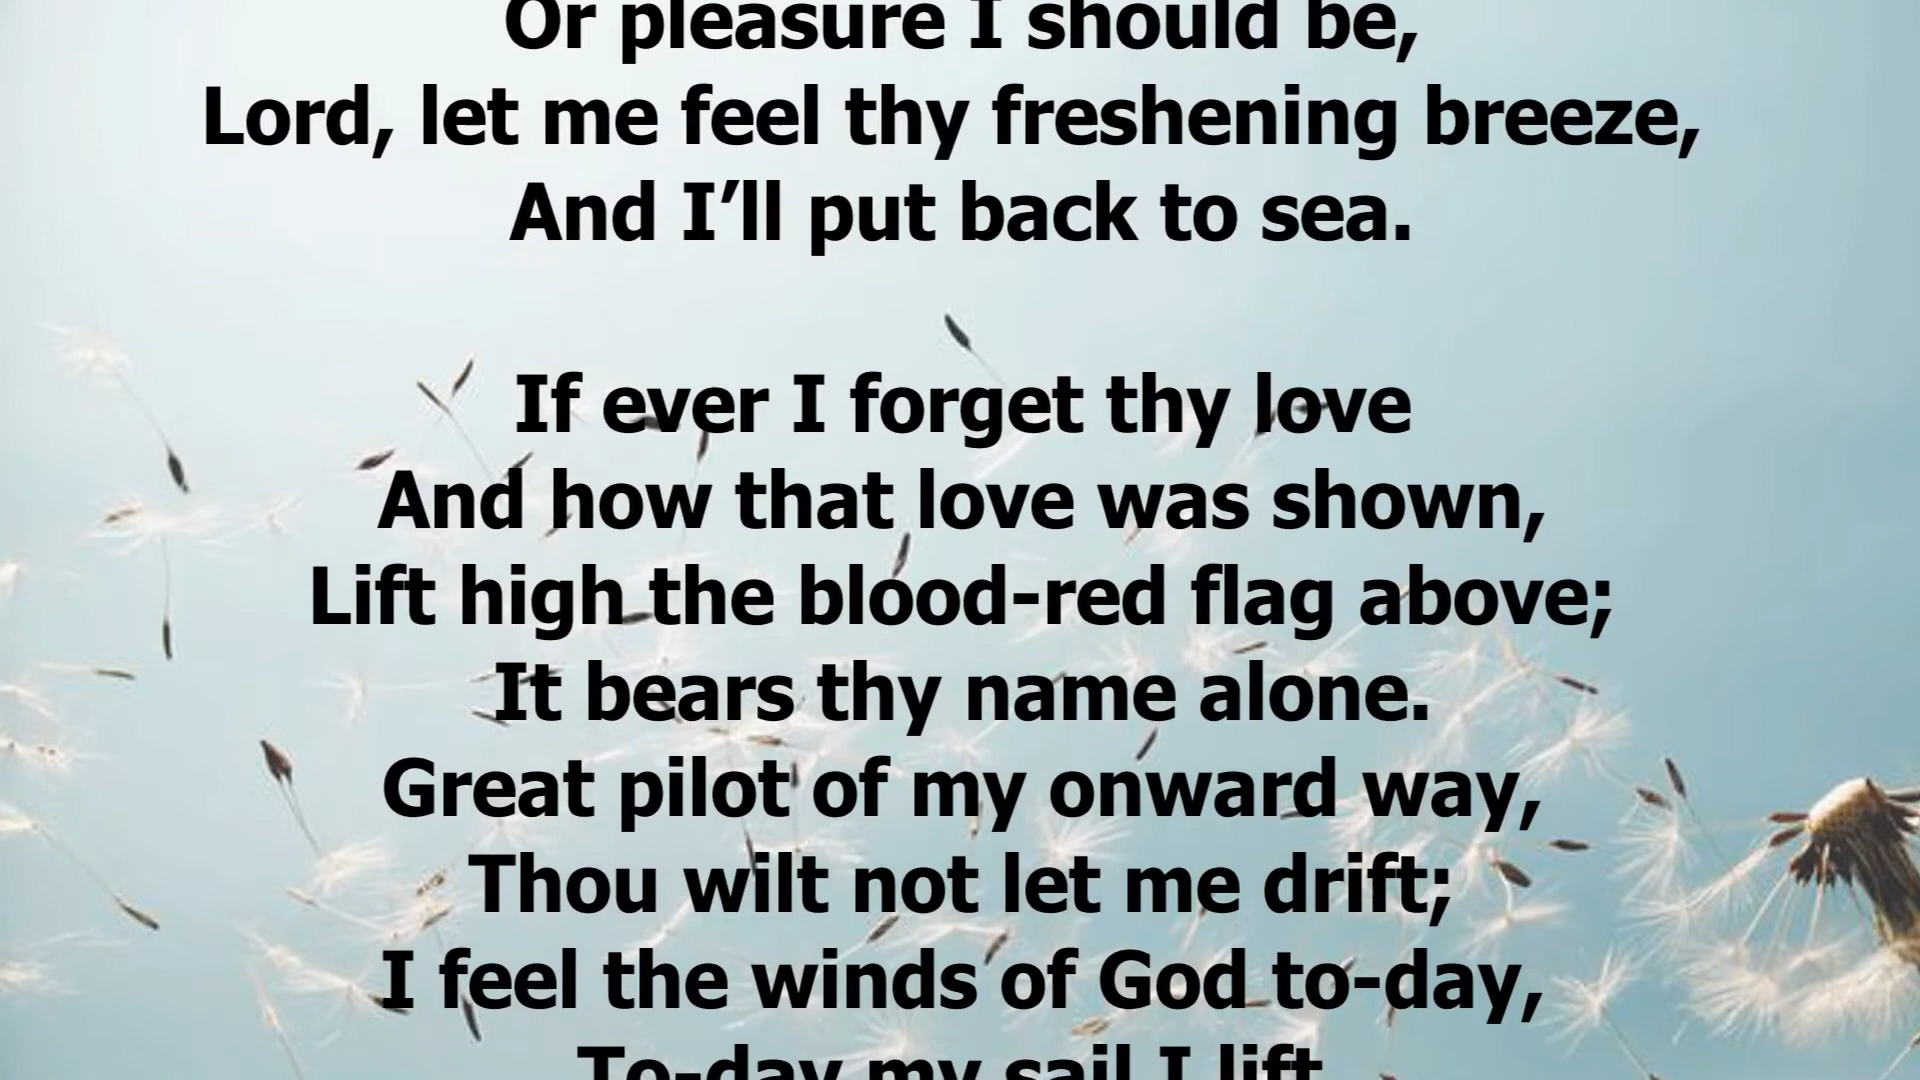 Or pleasure I should be,
Lord, let me feel thy freshening breeze,
And I’ll put back to sea.
If ever I forget thy love
And how that love was shown,
Lift high the blood-red flag above;
It bears thy name alone.
Great pilot of my onward way,
Thou wilt not let me drift;
I feel the winds of God to-day,
To-day my sail I lift